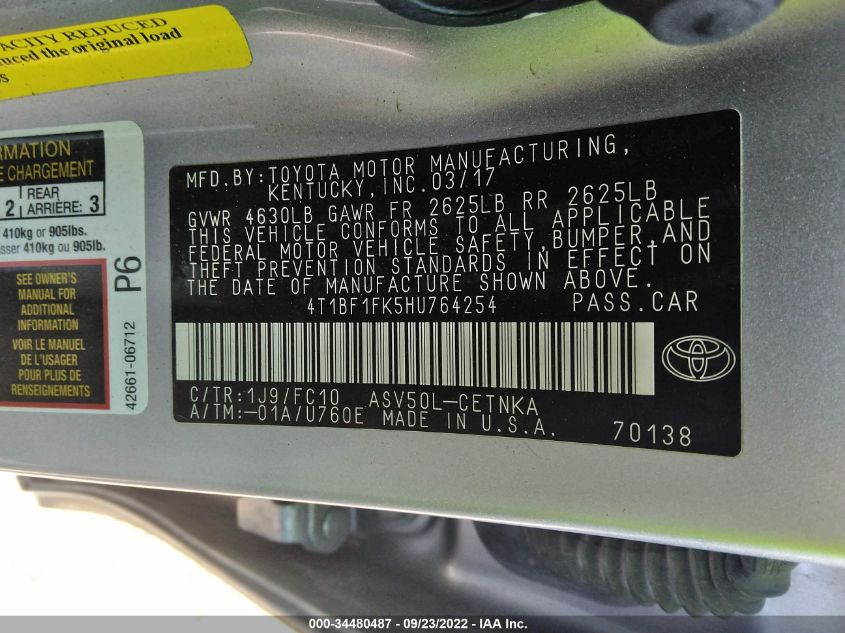 ACITY REDUCED
duced the original load
RMATION
E CHARGEMENT
2 REAR
ARRIÈRE: 3
410kg or 905lbs.
sser 410kg ou 905lb.
SEE OWNER'S
MANUAL FOR
ADDITIONAL
INFORMATION
VOIR LE MANUEL
DE L'USAGER
POUR PLUS DE
RENSEIGNEMENTS
P6
42661-06712
MFD.BY:TOYOTA MOTOR MANUFACTURING,
KENTUCKY,INC.03/17
GVWR 4630LB GAWR FR 2625LB RR 2625LB
THIS VEHICLE CONFORMS TO ALL APPLICABLE
FEDERAL MOTOR VEHICLE SAFETY,BUMPER,AND
THEFT PREVENTION STANDARDS IN EFFECT ON
THE DATE OF MANUFACTURE SHOWN ABOVE.
4T1BF1FK5HU764254 PASS.CAR
C/TR:1J9/FC10 ASV50L-CETNKA
A/TM:-01A/U760E MADE IN U.S.A. 70138
000-34480487 - 09/23/2022 - IAA Inc.